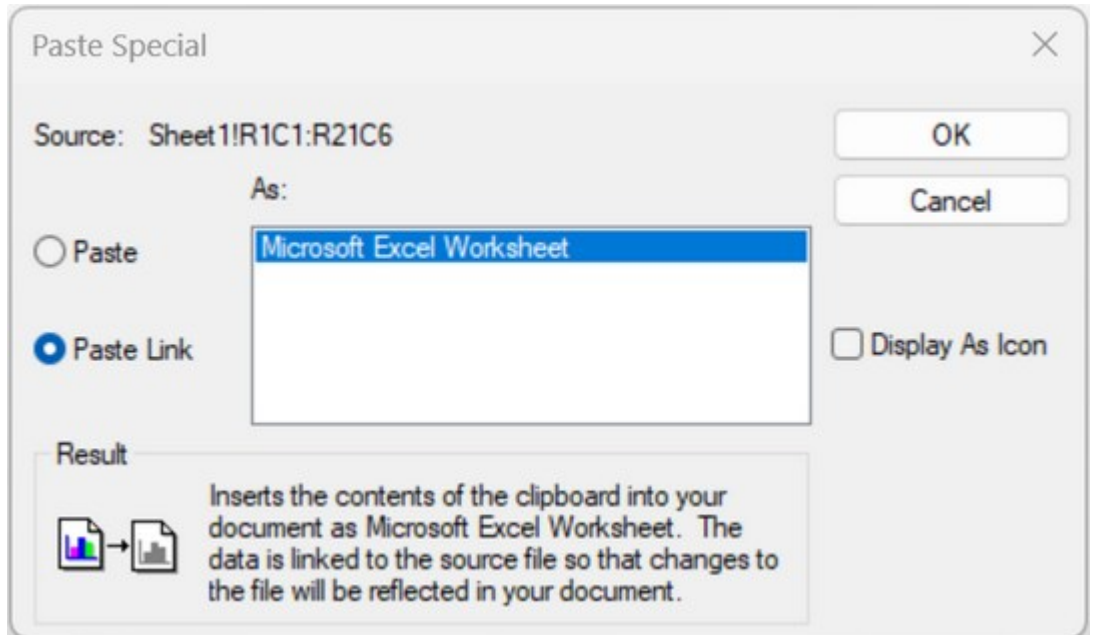 Paste Special
Source: Sheet1!R1C1:R21C6
OK
As:
Cancel
Microsoft Excel Worksheet
Paste
Paste Link
Display As Icon
Result
Inserts the contents of the clipboard into your
document as Microsoft Excel Worksheet. The
data is linked to the source file so that changes to
the file will be reflected in your document.